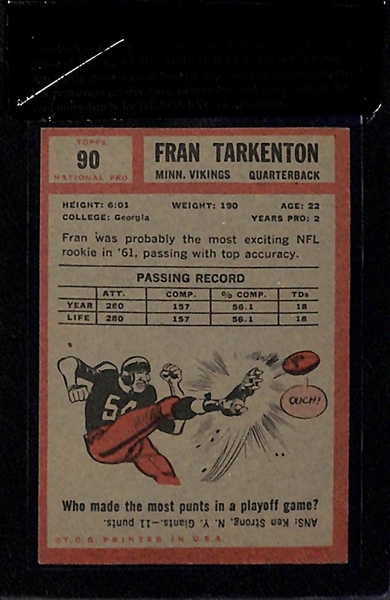 TOPPS
90
NATIONAL PRO
FRAN TARKENTON
MINN. VIKINGS QUARTERBACK
HEIGHT: 6:01 WEIGHT: 190 AGE: 22
COLLEGE: Georgia YEARS PRO: 2
Fran was probably the most exciting NFL
rookie in '61, passing with top accuracy.
PASSING RECORD
ATT. COMP. % COMP. TDs
YEAR 280 157 56.1 18
LIFE 280 157 56.1 18
OUCH!
Who made the most punts in a playoff game?
ANS: Ken Strong, N. Y. Giants.—11 punts.
©T.C.G. PRINTED IN U.S.A.